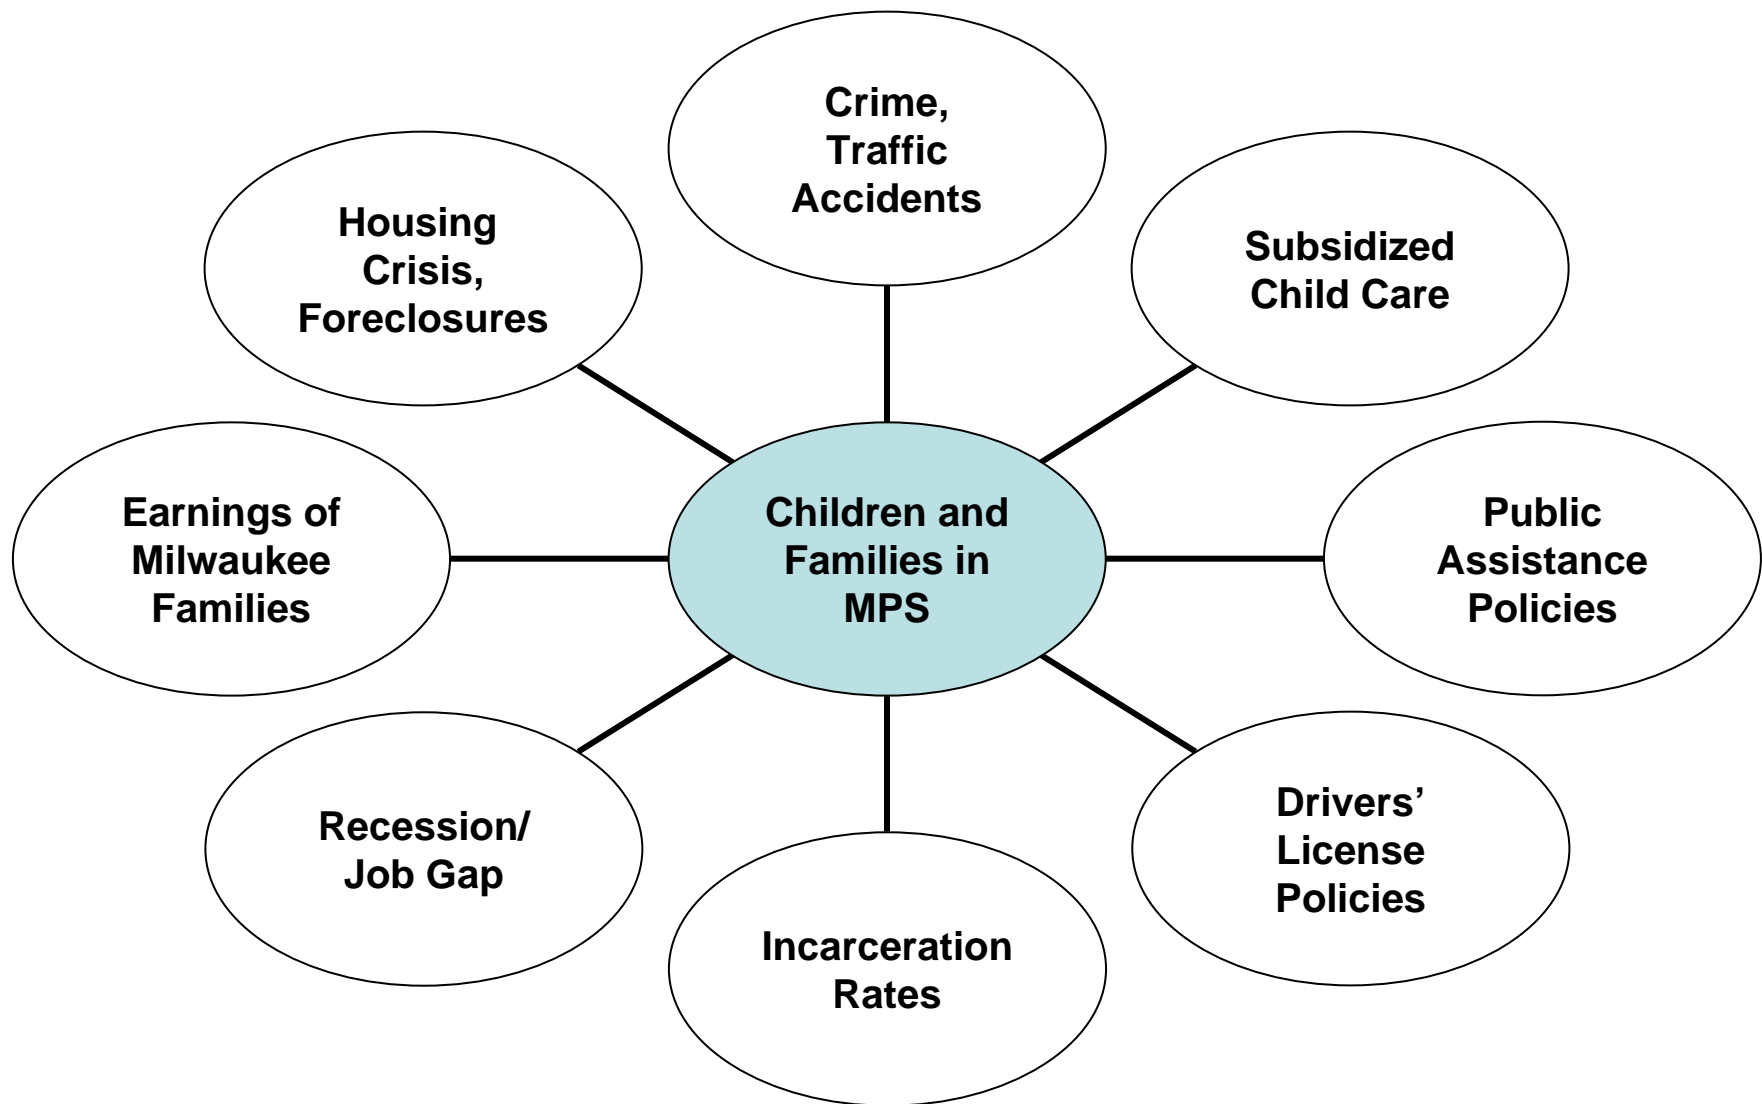 Crime,
Traffic
Accidents
Housing
Crisis,
Foreclosures
Subsidized
Child Care
Earnings of
Milwaukee
Families
Children and
Families in
MPS
Public
Assistance
Policies
Recession/
Job Gap
Drivers’
License
Policies
Incarceration
Rates